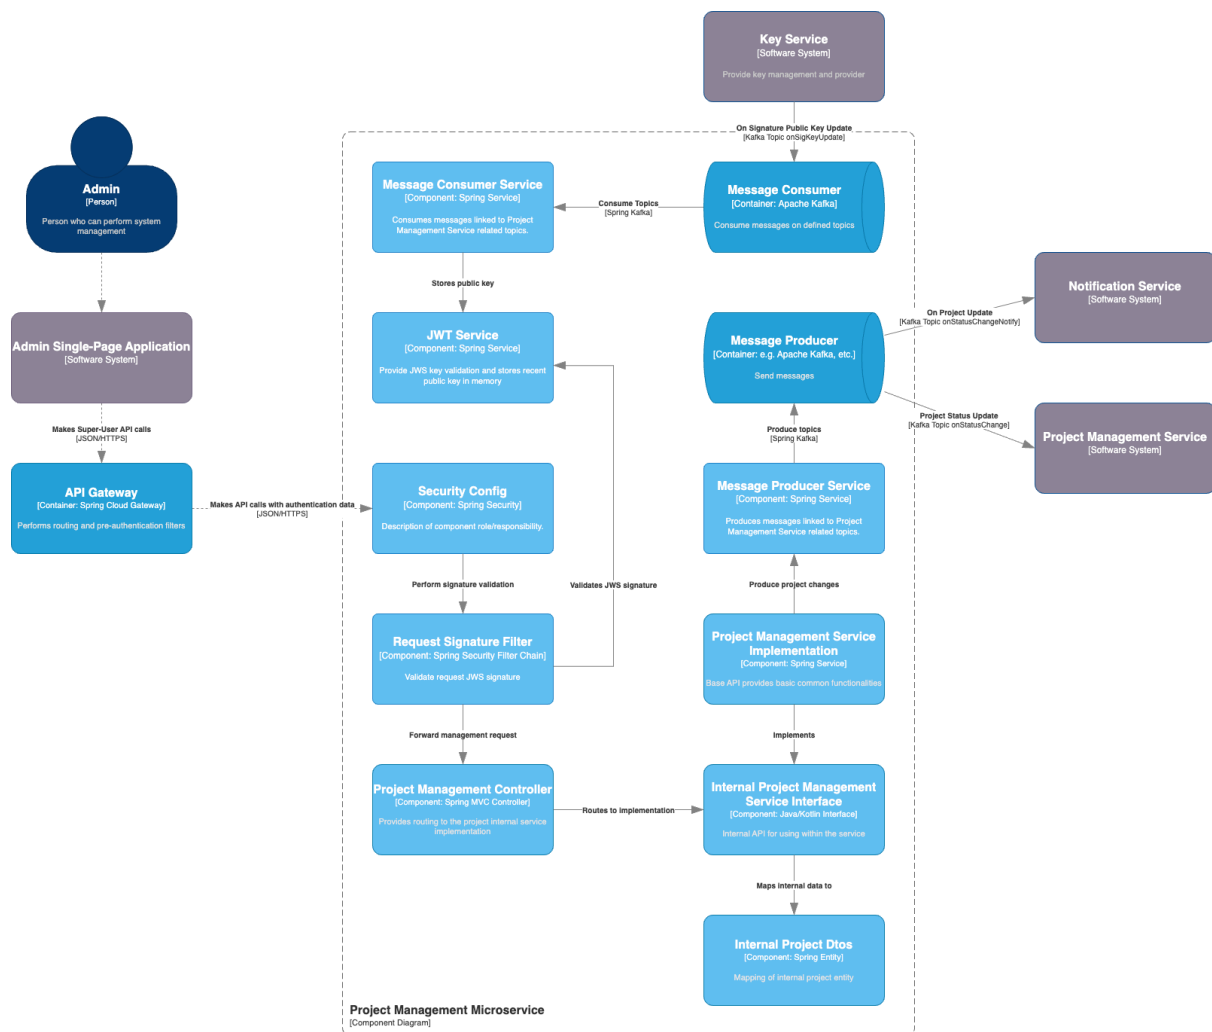 Key Service
[Software System]
Provide key management and provider
On Signature Public Key Update
[Kafka Topic onSigKeyUpdate]
Admin
[Person]
Person who can perform system
management
Message Consumer Service
[Component: Spring Service]
Consumes messages linked to Project
Management Service related topics.
Consume Topics
[Spring Kafka]
Message Consumer
[Container: Apache Kafka]
Consume messages on defined topics
Stores public key
Notification Service
[Software System]
Admin Single-Page Application
[Software System]
JWT Service
[Component: Spring Service]
Provide JWS key validation and stores recent
public key in memory
Message Producer
[Container: e.g. Apache Kafka, etc.]
Send messages
On Project Update
[Kafka Topic onStatusChangeNotify]
Project Status Update
[Kafka Topic onStatusChange]
Project Management Service
[Software System]
Makes Super-User API calls
[JSON/HTTPS]
Produce topics
[Spring Kafka]
API Gateway
[Container: Spring Cloud Gateway]
Performs routing and pre-authentication filters
Makes API calls with authentication data
[JSON/HTTPS]
Security Config
[Component: Spring Security]
Description of component role/responsibility.
Message Producer Service
[Component: Spring Service]
Produces messages linked to Project
Management Service related topics.
Perform signature validation
Validates JWS signature
Produce project changes
Request Signature Filter
[Component: Spring Security Filter Chain]
Validate request JWS signature
Project Management Service
Implementation
[Component: Spring Service]
Base API provides basic common functionalities
Forward management request
Implements
Project Management Controller
[Component: Spring MVC Controller]
Provides routing to the project internal service
implementation
Routes to implementation
Internal Project Management
Service Interface
[Component: Java/Kotlin Interface]
Internal API for using within the service
Maps internal data to
Internal Project Dtos
[Component: Spring Entity]
Mapping of internal project entity
Project Management Microservice
[Component Diagram]